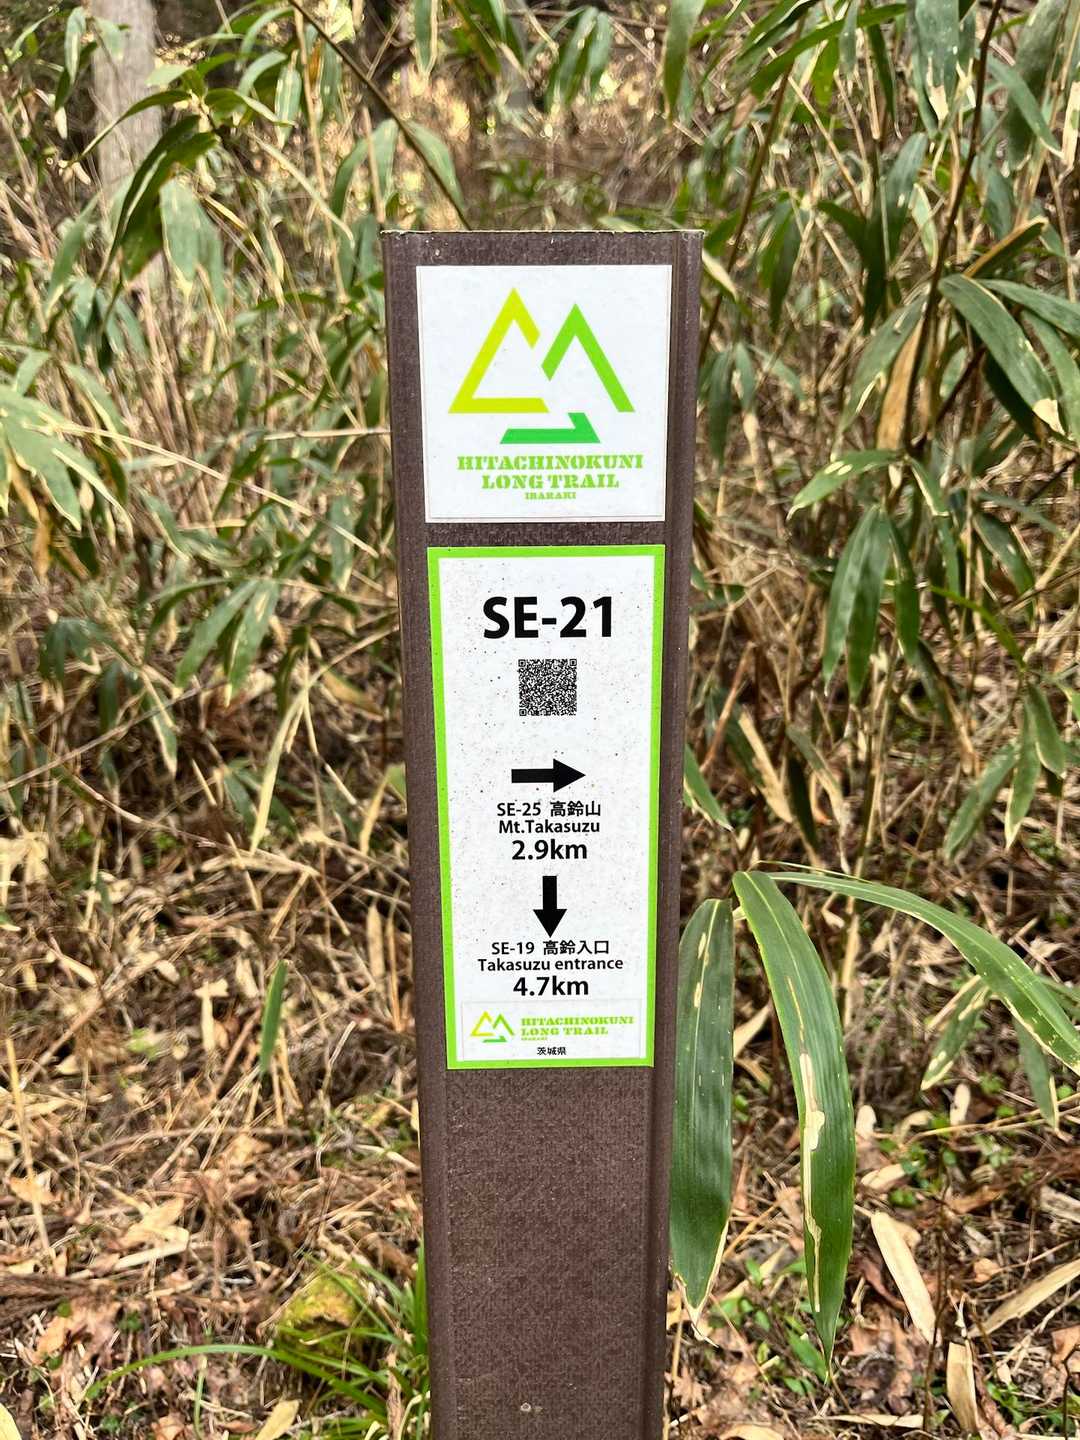 HITACHINOKUNI
LONG TRAIL
IBARAKI
SE-21
SE-25 高鈴山
Mt.Takasuzu
2.9km
SE-19 高鈴入口
Takasuzu entrance
4.7km
HITACHINOKUNI
LONG TRAIL
IBARAKI
茨城県